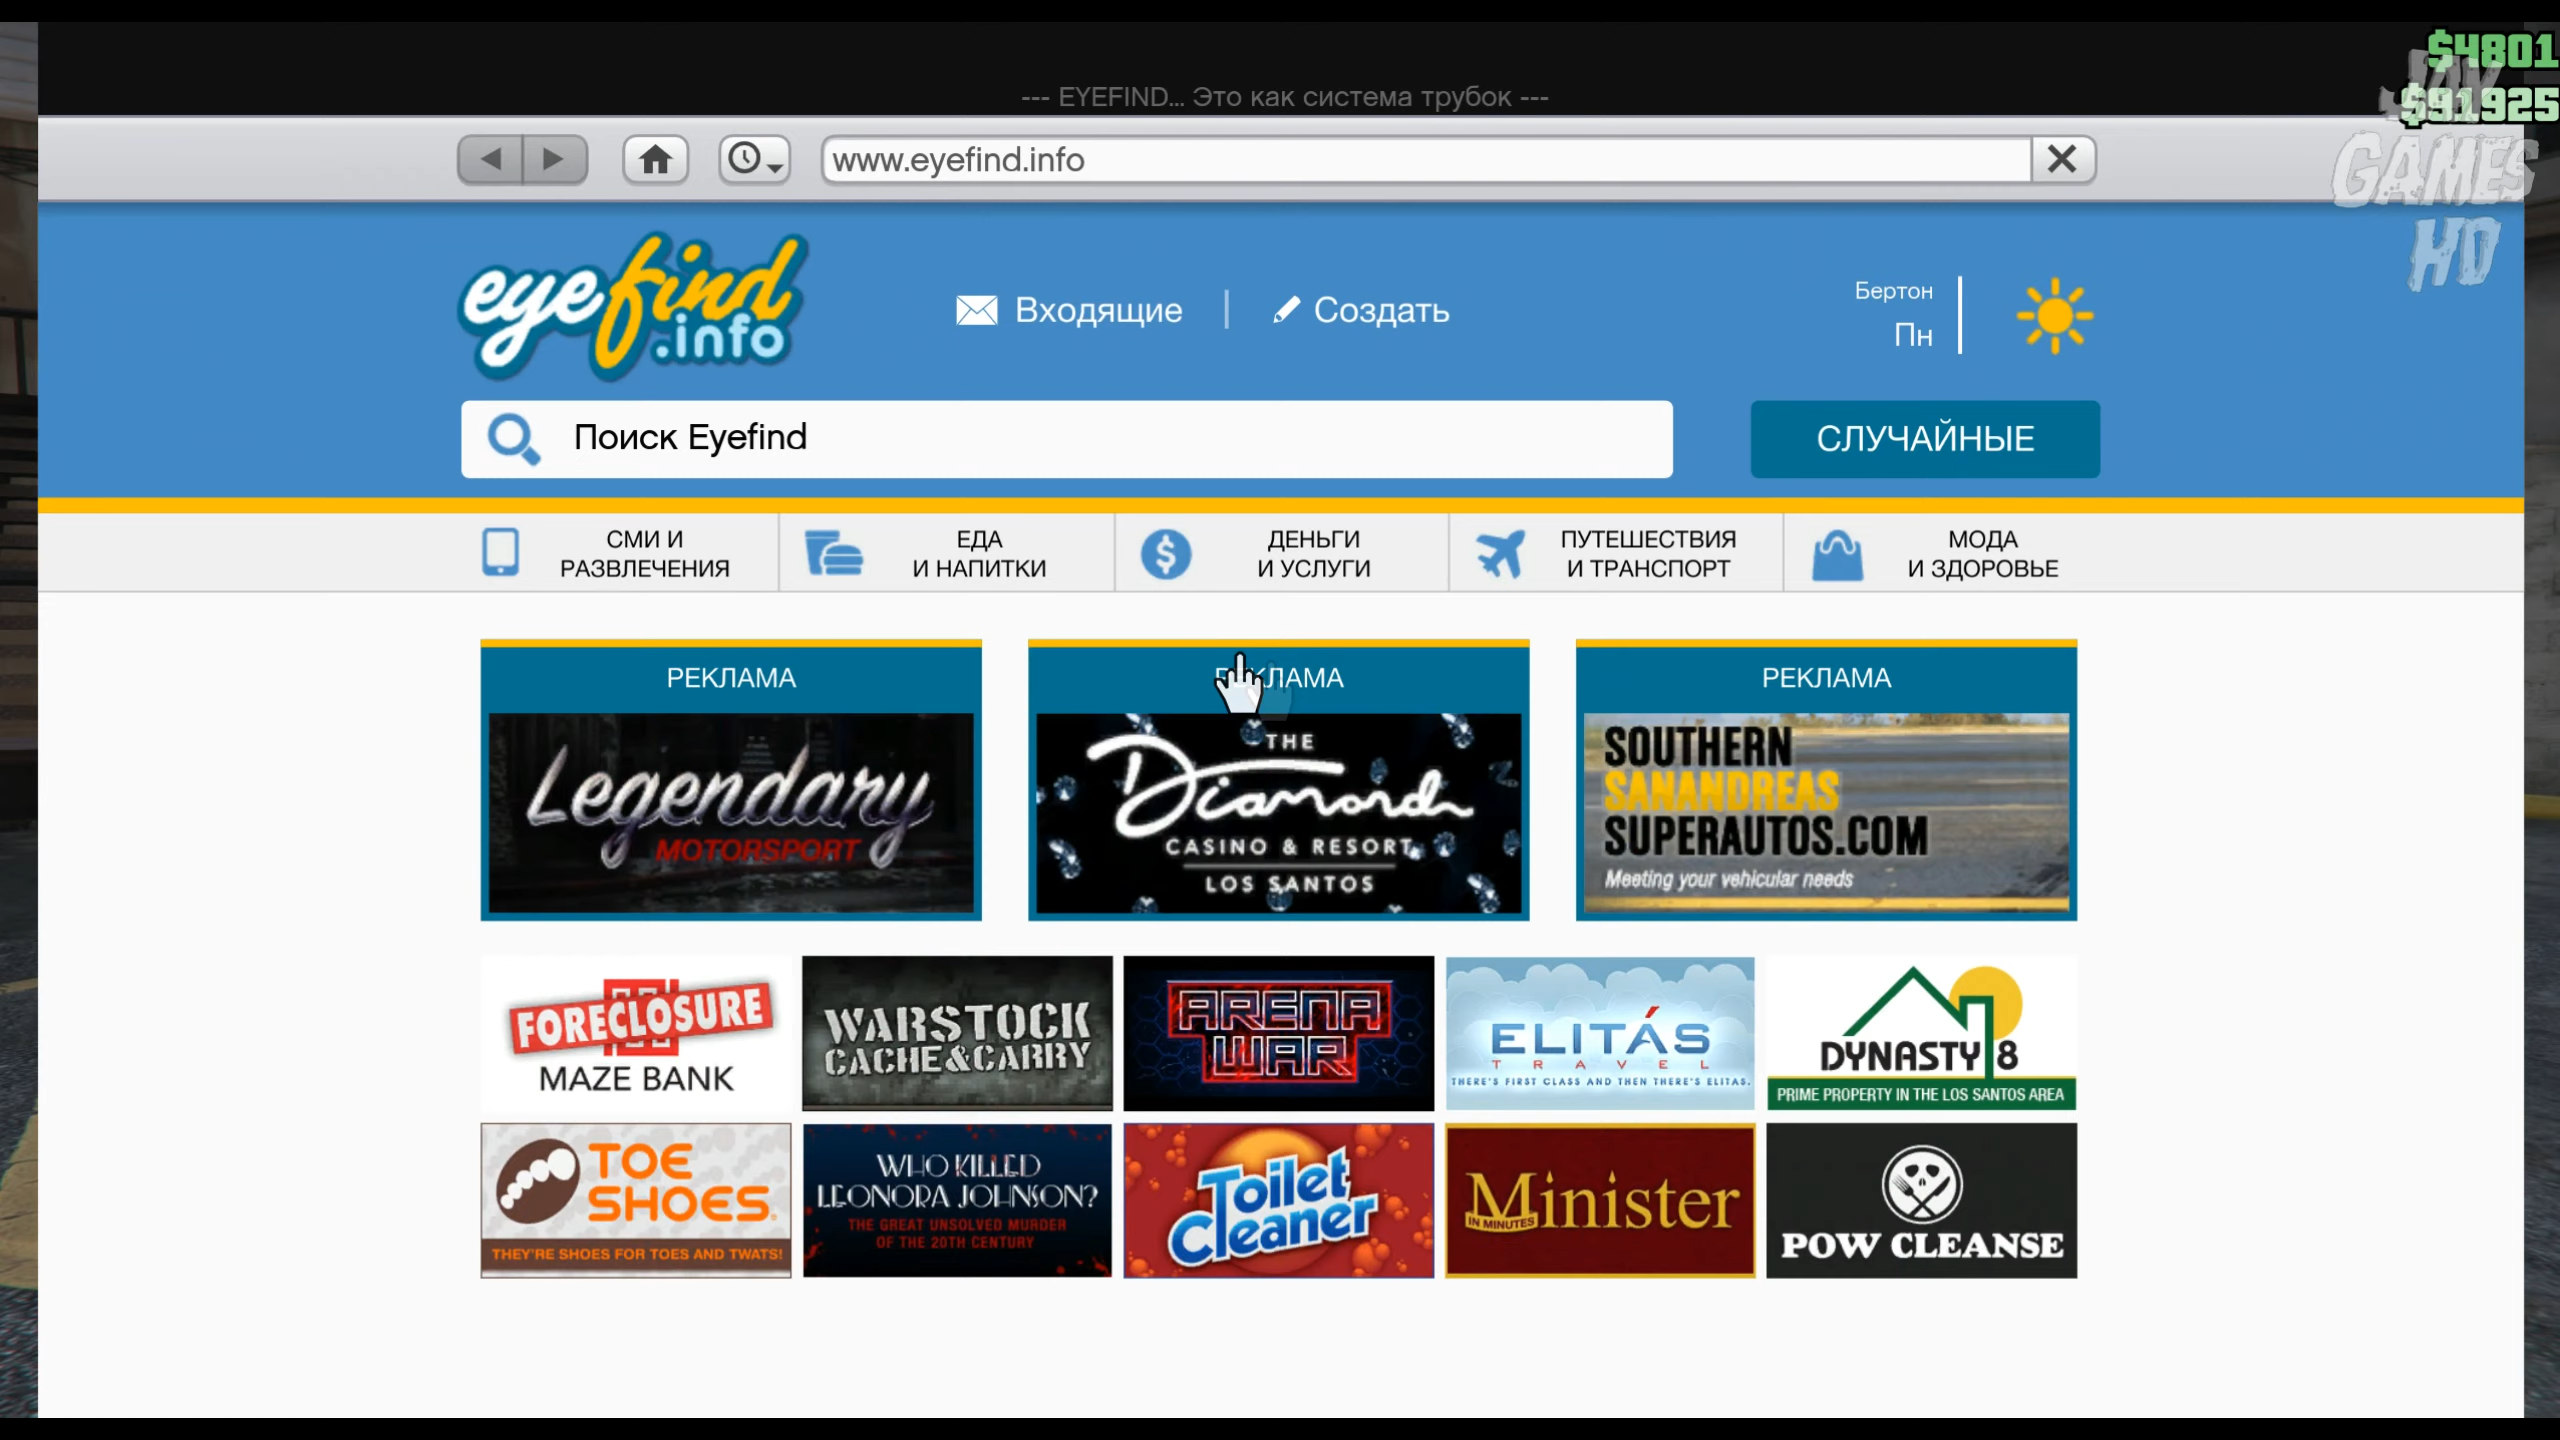 $4801
$91925
JAY
GAMES
HD
--- EYEFIND... Это как система трубок ---
www.eyefind.info
eyefind
.info
Входящие
Создать
Бертон
Пн
Поиск Eyefind
СЛУЧАЙНЫЕ
СМИ И
РАЗВЛЕЧЕНИЯ
ЕДА
И НАПИТКИ
ДЕНЬГИ
И УСЛУГИ
ПУТЕШЕСТВИЯ
И ТРАНСПОРТ
МОДА
И ЗДОРОВЬЕ
РЕКЛАМА
Legendary
MOTORSPORT
РЕКЛАМА
THE
Diamond
CASINO & RESORT
LOS SANTOS
РЕКЛАМА
SOUTHERN
SANANDREAS
SUPERAUTOS.COM
Meeting your vehicular needs
FORECLOSURE
MAZE BANK
WARSTOCK
CACHE&CARRY
ARENA
WAR
ELITÁS
TRAVEL
THERE'S FIRST CLASS AND THEN THERE'S ELITAS.
DYNASTY 8
PRIME PROPERTY IN THE LOS SANTOS AREA
TOE
SHOES
THEY'RE SHOES FOR TOES AND TWATS!
WHO KILLED
LEONORA JOHNSON?
THE GREAT UNSOLVED MURDER
OF THE 20TH CENTURY
Toilet
Cleaner
Minister
IN MINUTES
POW CLEANSE